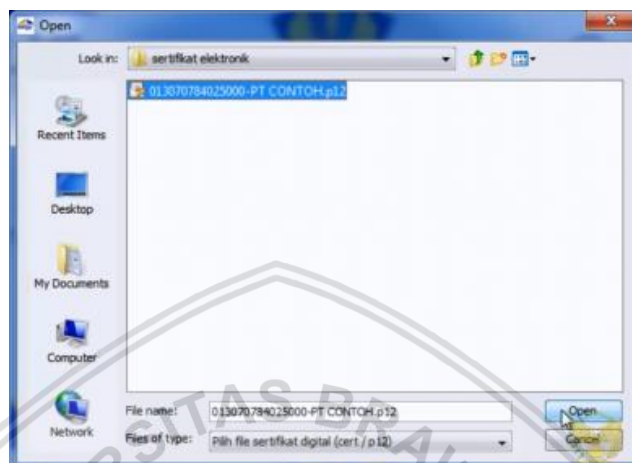 Open
Look in:
sertifikat elektronik
013070784025000-PT CONTOH.p12
Recent Items
Desktop
My Documents
Computer
Network
File name:
013070784025000-PT CONTOH.p12
Open
Files of type:
Pilih file sertifikat digital (cert / p12)
Cancel